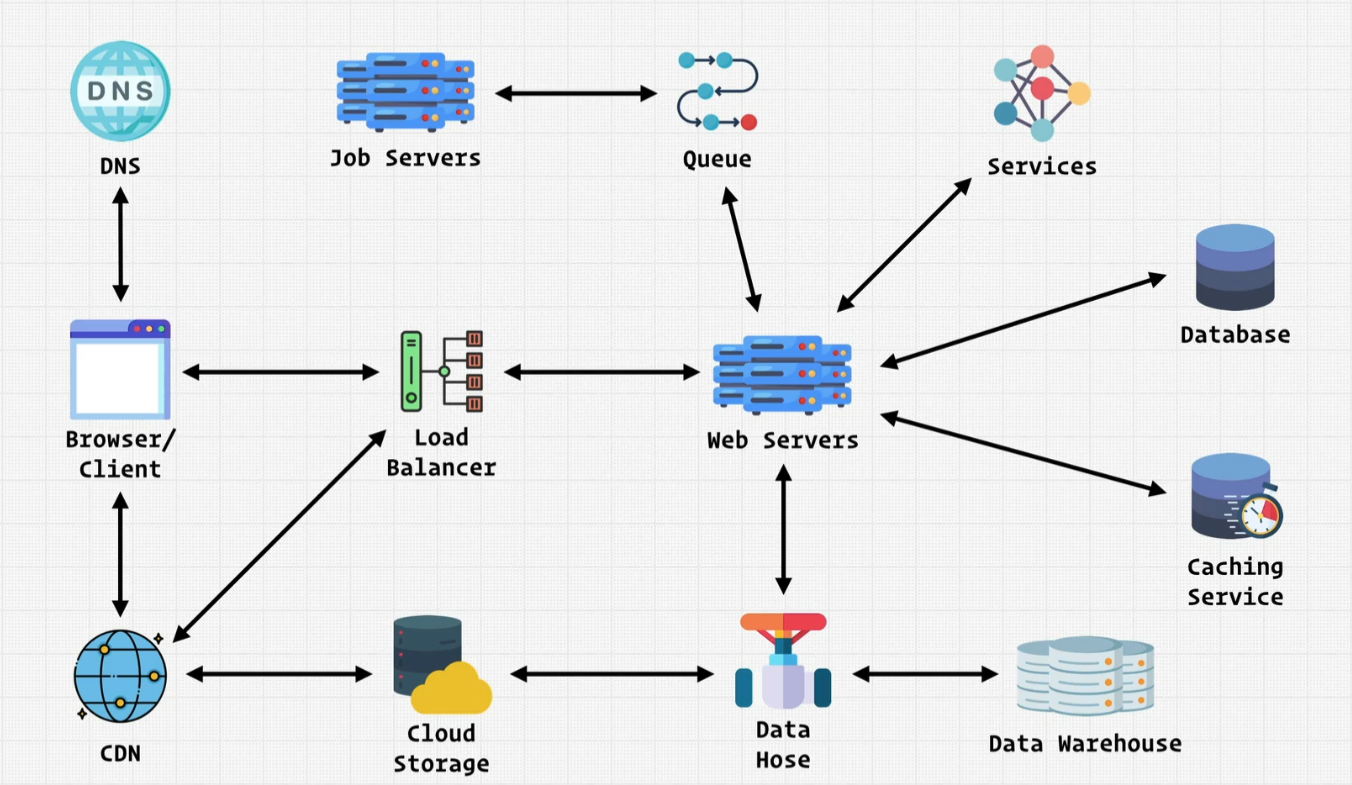 DNS
DNS
Job Servers
Queue
Services
Database
Browser/
Client
Load
Balancer
Web Servers
Caching
Service
CDN
Cloud
Storage
Data
Hose
Data Warehouse